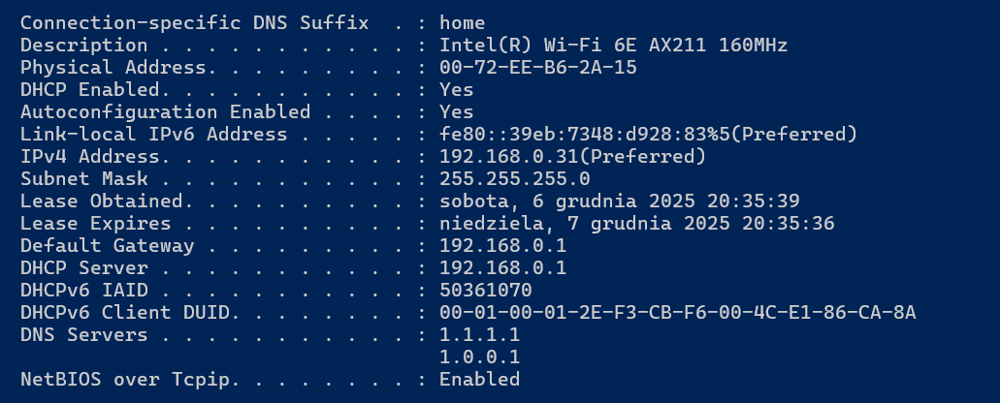 Connection-specific DNS Suffix  . : home
Description . . . . . . . . . . . : Intel(R) Wi-Fi 6E AX211 160MHz
Physical Address. . . . . . . . . : 00-72-EE-B6-2A-15
DHCP Enabled. . . . . . . . . . . : Yes
Autoconfiguration Enabled . . . . : Yes
Link-local IPv6 Address . . . . . : fe80::39eb:7348:d928:83%5(Preferred)
IPv4 Address. . . . . . . . . . . : 192.168.0.31(Preferred)
Subnet Mask . . . . . . . . . . . : 255.255.255.0
Lease Obtained. . . . . . . . . . : sobota, 6 grudnia 2025 20:35:39
Lease Expires . . . . . . . . . . : niedziela, 7 grudnia 2025 20:35:36
Default Gateway . . . . . . . . . : 192.168.0.1
DHCP Server . . . . . . . . . . . : 192.168.0.1
DHCPv6 IAID . . . . . . . . . . . : 50361070
DHCPv6 Client DUID. . . . . . . . : 00-01-00-01-2E-F3-CB-F6-00-4C-E1-86-CA-8A
DNS Servers . . . . . . . . . . . : 1.1.1.1
                                    1.0.0.1
NetBIOS over Tcpip. . . . . . . . : Enabled